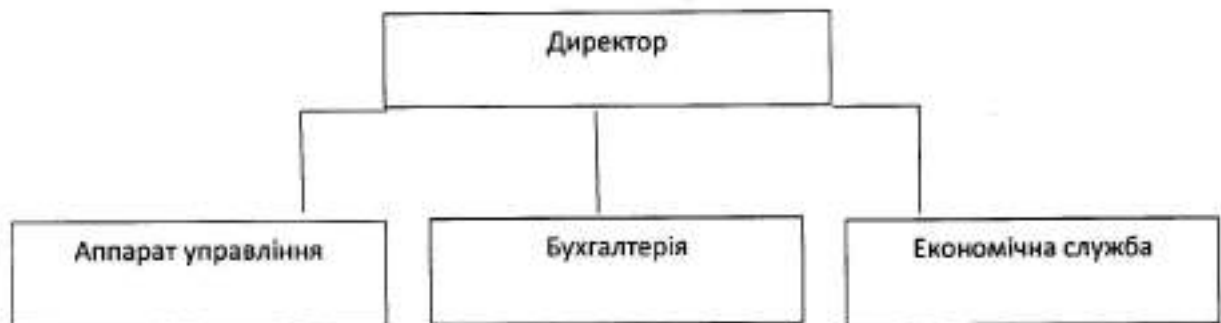 Директор
Аппарат управління
Бухгалтерія
Економічна служба